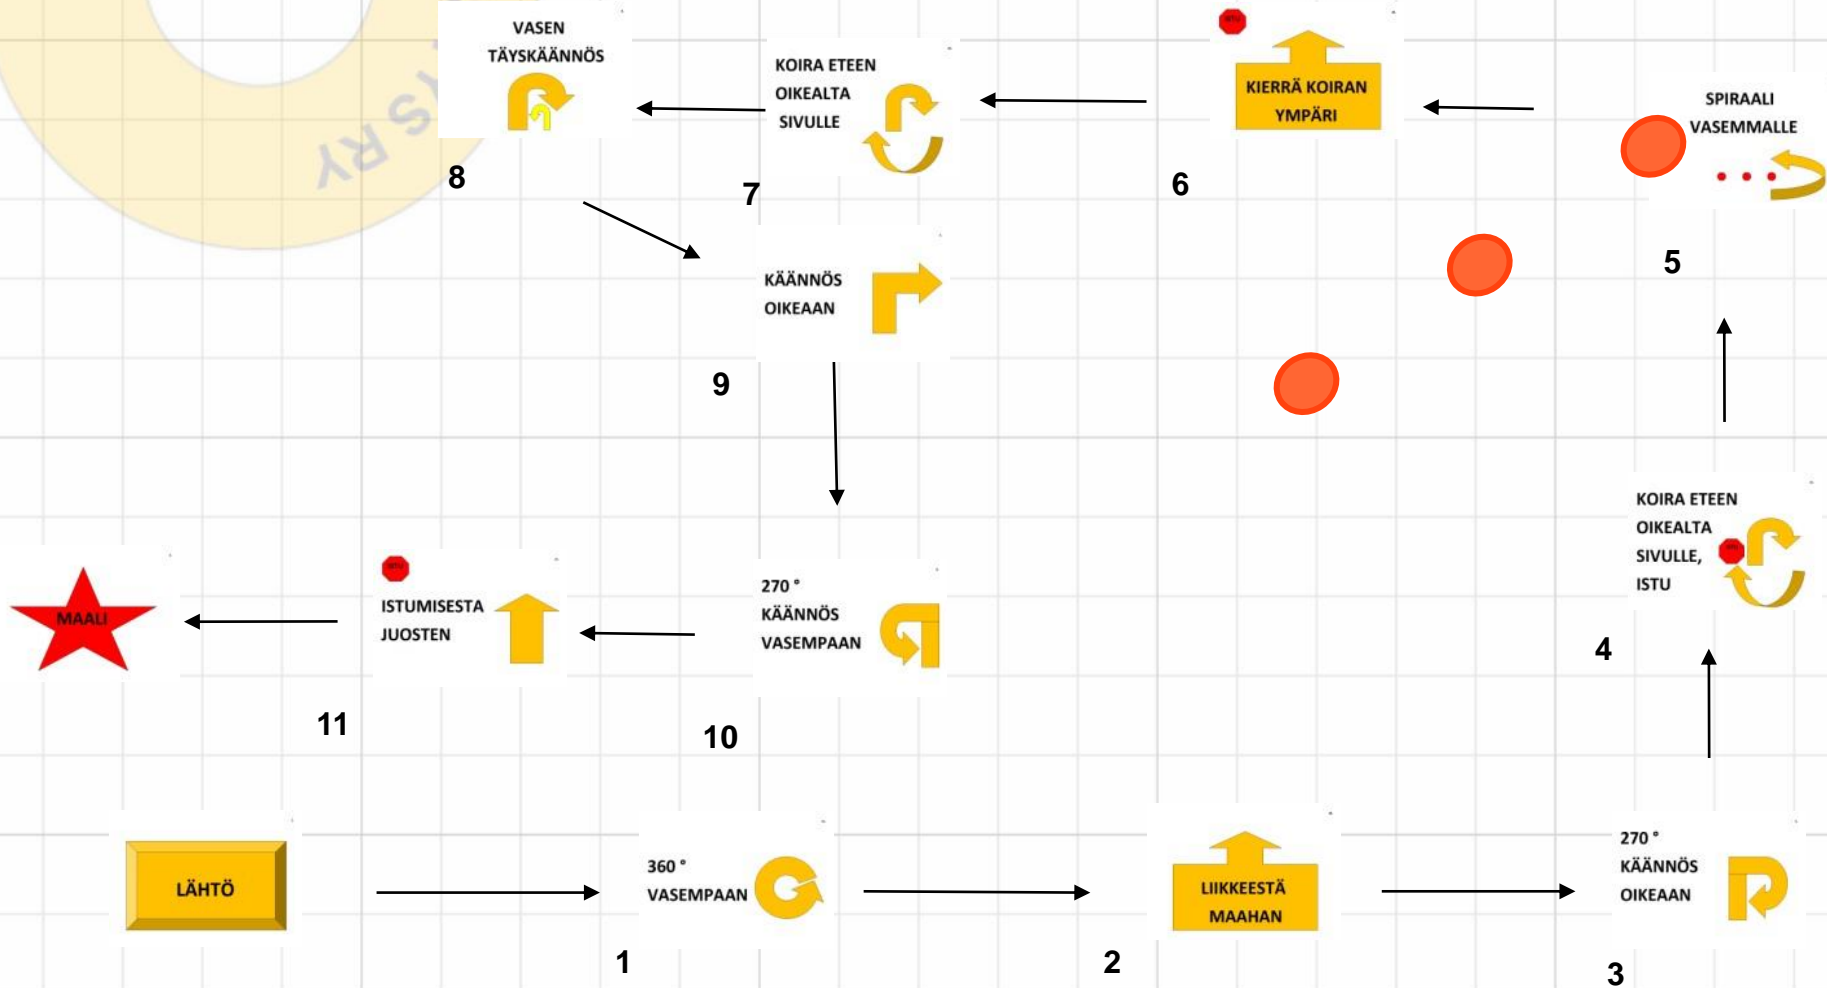 VASEN
TÄYSKÄÄNNÖS
8
KOIRA ETEEN
OIKEALTA
SIVULLE
7
KIERRÄ KOIRAN
YMPÄRI
6
SPIRAALI
VASEMMALLE
5
SRY
KÄÄNNÖS
OIKEAAN
9
KOIRA ETEEN
OIKEALTA
SIVULLE,
ISTU
4
MAALI
ISTUMISESTA
JUOSTEN
11
270 °
KÄÄNNÖS
VASEMPAAN
10
LÄHTÖ
360 °
VASEMPAAN
1
LIIKKEESTÄ
MAAHAN
2
270 °
KÄÄNNÖS
OIKEAAN
3